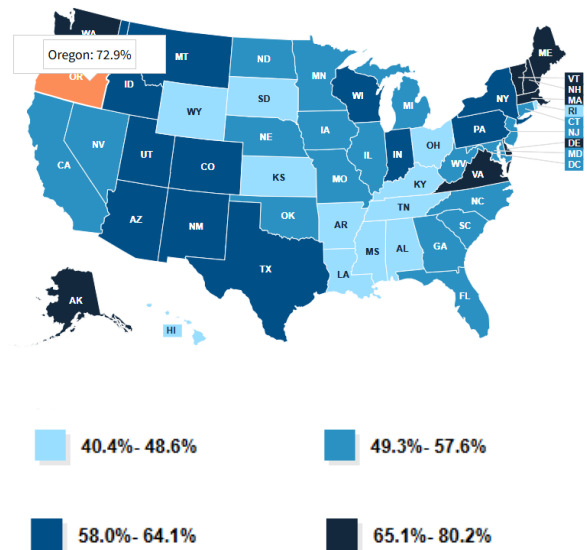 WA
Oregon: 72.9%
OR
MT
ID
ND
MN
ME
SD
WI
MI
NY
WY
VT
NH
MA
RI
CT
NJ
DE
MD
DC
NV
UT
NE
IA
PA
IL
IN
OH
WV
VA
CA
CO
KS
MO
KY
NC
TN
AZ
NM
OK
AR
SC
MS
AL
GA
TX
LA
FL
AK
HI
40.4%- 48.6%
49.3%- 57.6%
58.0%- 64.1%
65.1%- 80.2%